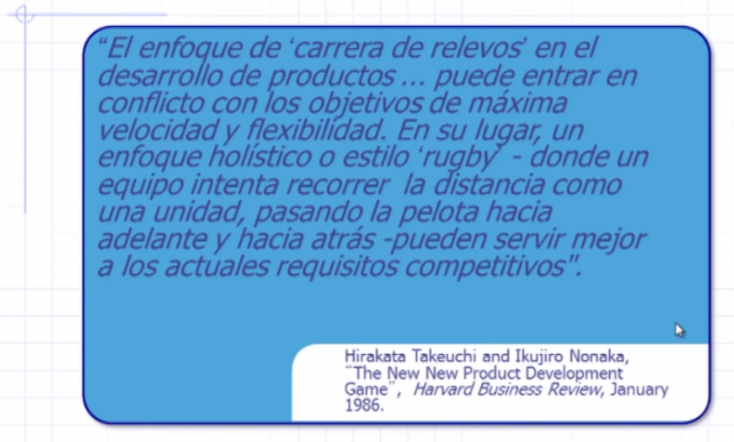 “El enfoque de ‘carrera de relevos’ en el
desarrollo de productos ... puede entrar en
conflicto con los objetivos de máxima
velocidad y flexibilidad. En su lugar, un
enfoque holístico o estilo ‘rugby’ - donde un
equipo intenta recorrer la distancia como
una unidad, pasando la pelota hacia
adelante y hacia atrás -pueden servir mejor
a los actuales requisitos competitivos".
Hirakata Takeuchi and Ikujiro Nonaka,
¨The New New Product Development
Game¨, Harvard Business Review, January
1986.